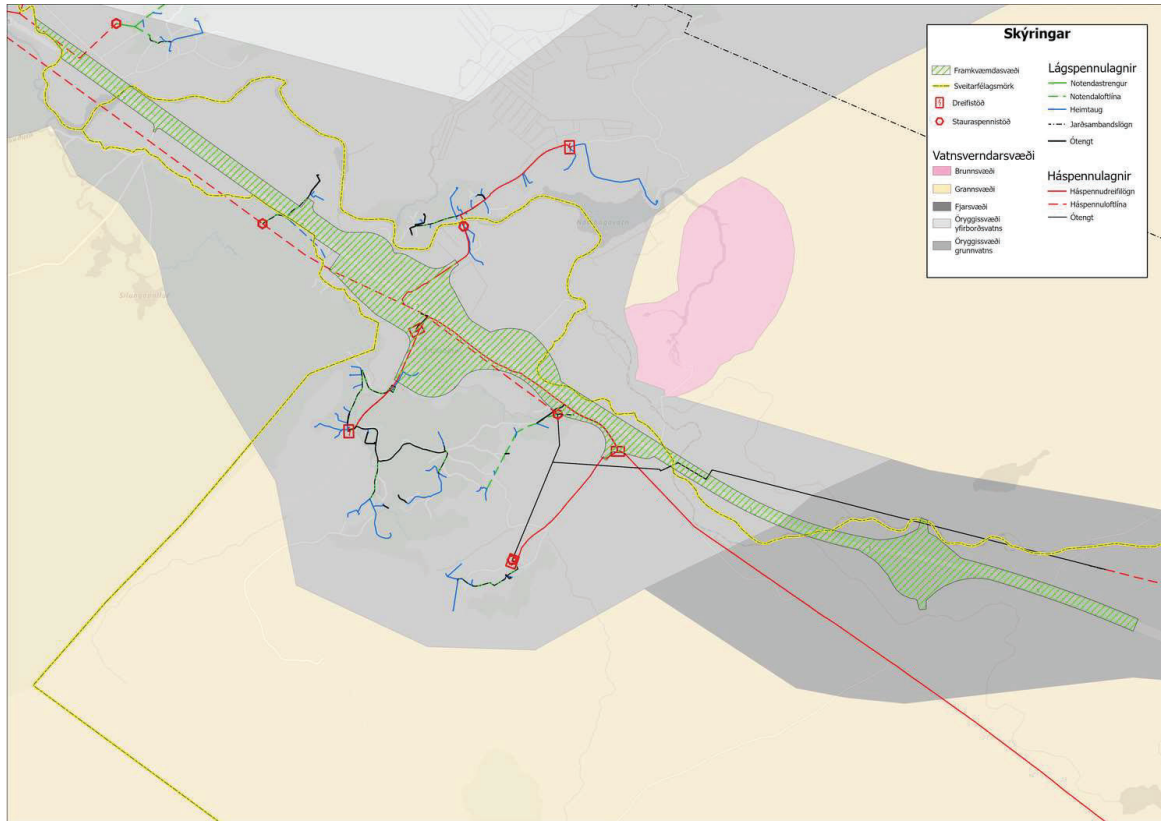 Skýringar
Framkvæmdasvæði
Sveitarfélagsmörk
Dreifistöð
Stauraspennistöð
Vatnsverndarsvæði
Brunnsvæði
Grannsvæði
Fjarsvæði
Öryggissvæði
yfirborðsvatns
Öryggissvæði
grunnvatns
Lágspennulagnir
Notendastrengur
Notendaloftlína
Heimtaug
Jarðsambandslögn
Ótengt
Háspennulagnir
Háspennudreifilögn
Háspennuloftlína
Ótengt